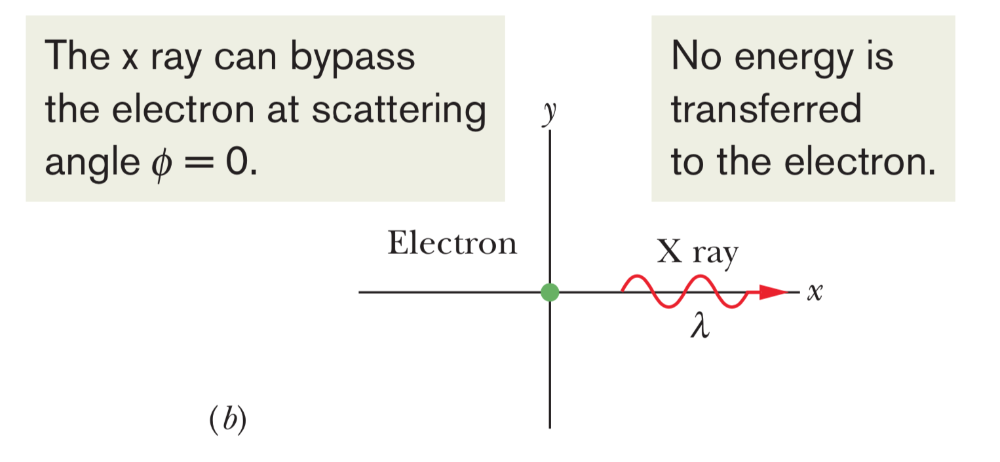 The x ray can bypass
the electron at scattering
angle ϕ = 0.
No energy is
transferred
to the electron.
y
Electron
X ray
x
λ
(b)